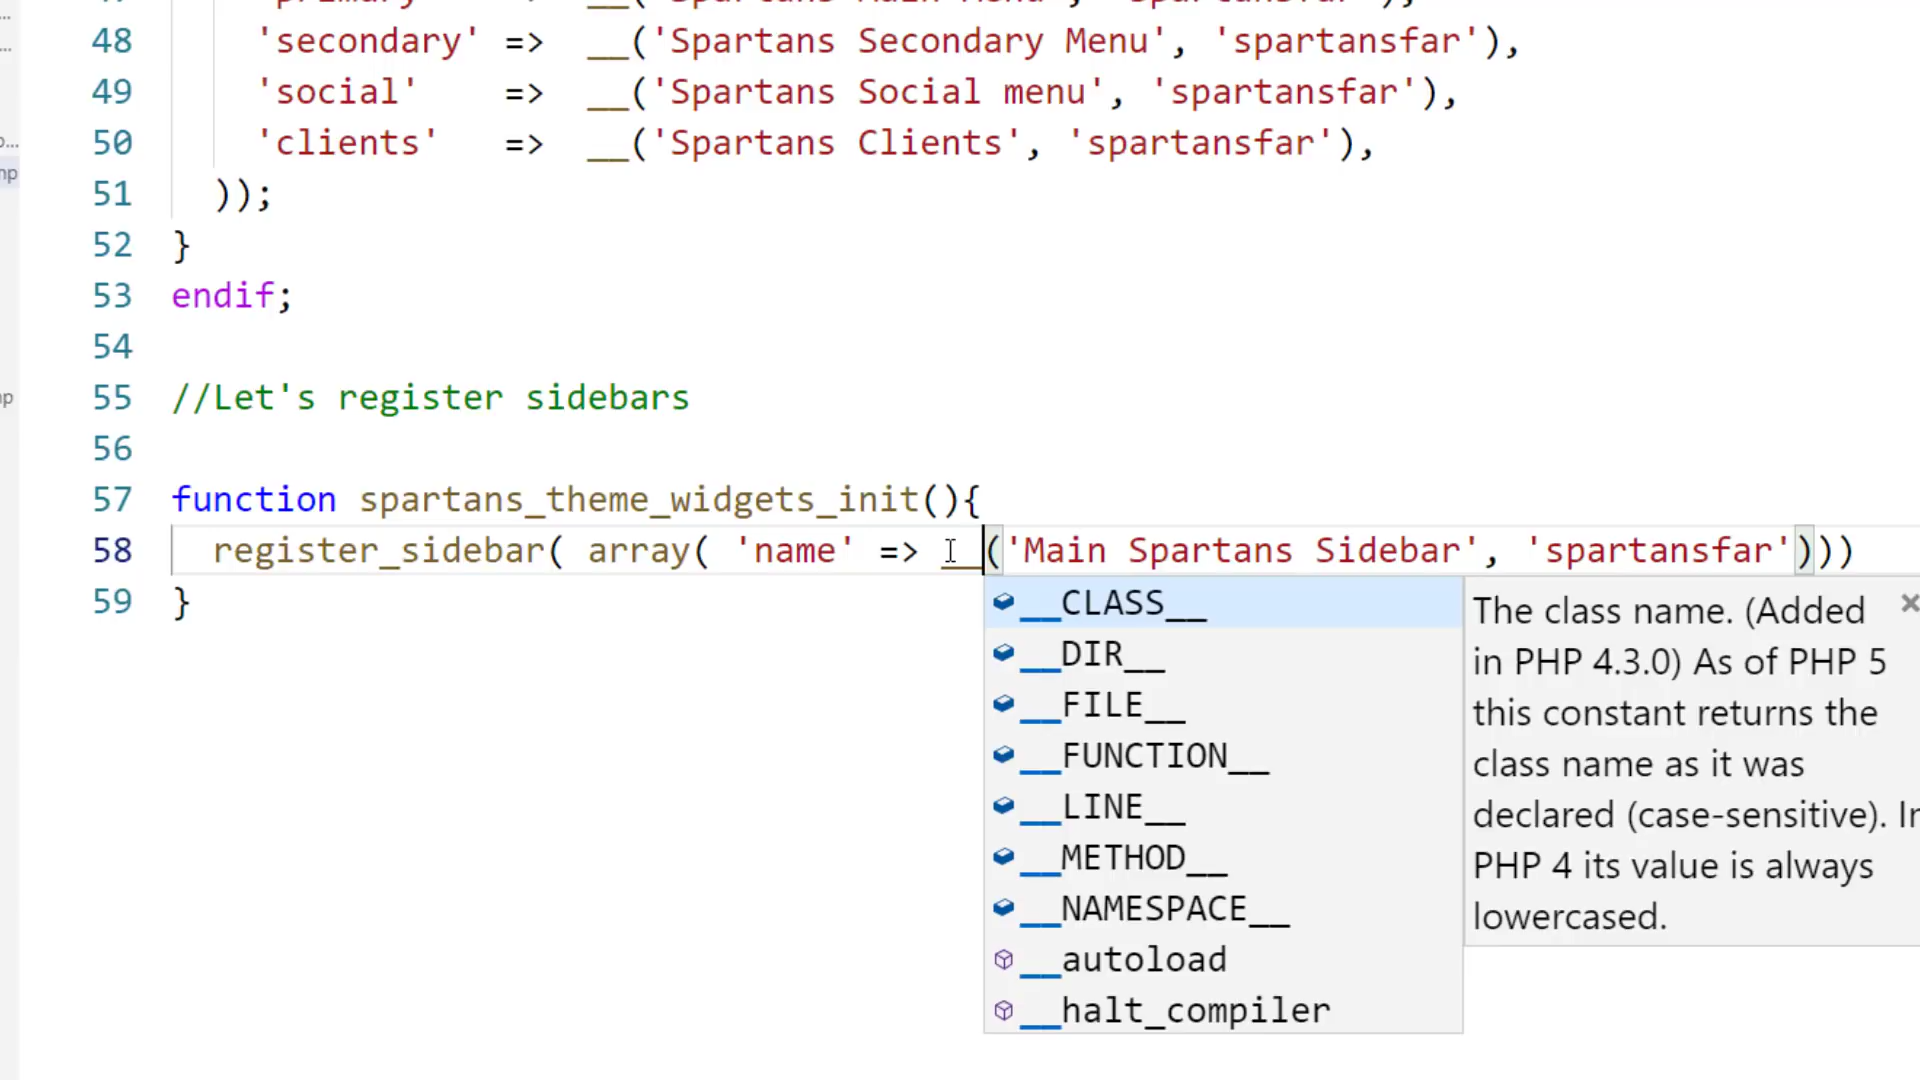 48 'secondary' => __('Spartans Secondary Menu', 'spartansfar'),
49 'social' => __('Spartans Social menu', 'spartansfar'),
50 'clients' => __('Spartans Clients', 'spartansfar'),
51 ));
52 }
53 endif;
54
55 //Let's register sidebars
56
57 function spartans_theme_widgets_init(){
58 register_sidebar( array( 'name' => __('Main Spartans Sidebar', 'spartansfar')))
59 }
__CLASS__
__DIR__
__FILE__
__FUNCTION__
__LINE__
__METHOD__
__NAMESPACE__
__autoload
__halt_compiler
The class name. (Added
in PHP 4.3.0) As of PHP 5
this constant returns the
class name as it was
declared (case-sensitive). In
PHP 4 its value is always
lowercased.